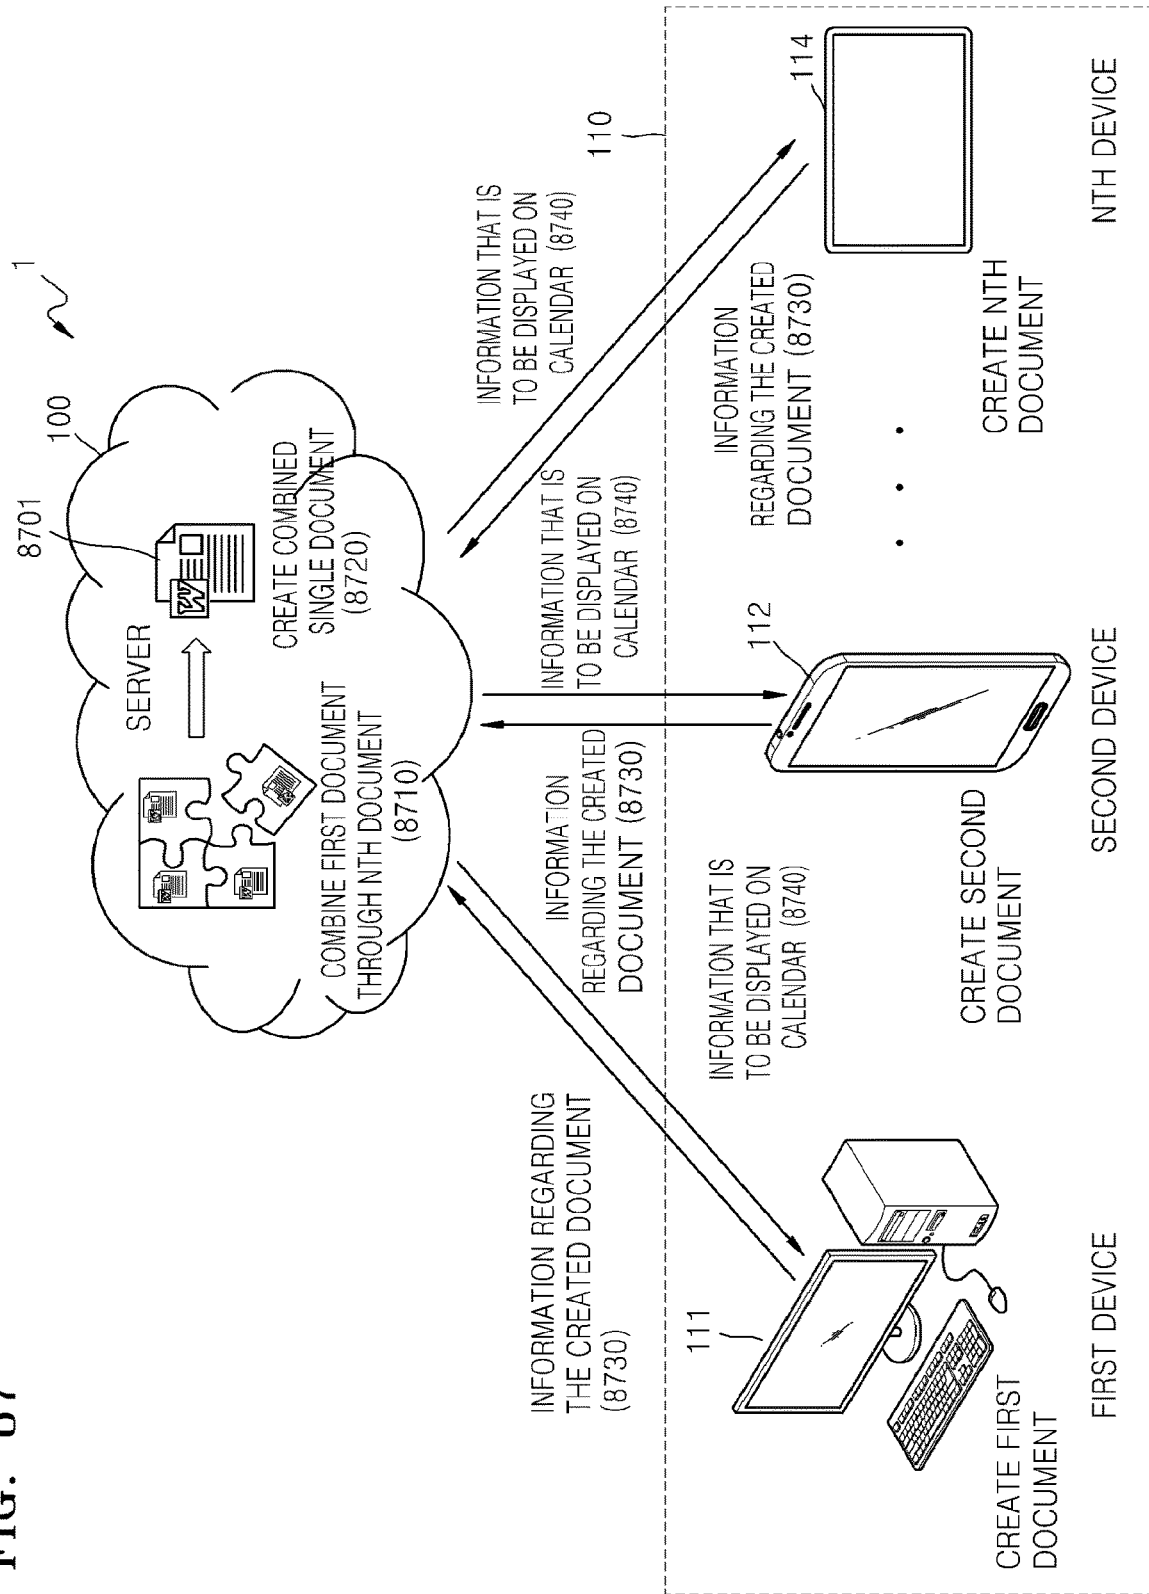 FIG. 87
1
100
8701
SERVER
COMBINE FIRST DOCUMENT
THROUGH NTH DOCUMENT
(8710)
CREATE COMBINED
SINGLE DOCUMENT
(8720)
INFORMATION REGARDING
THE CREATED DOCUMENT
(8730)
INFORMATION THAT IS
TO BE DISPLAYED ON
CALENDAR (8740)
INFORMATION
REGARDING THE CREATED
DOCUMENT (8730)
INFORMATION THAT IS
TO BE DISPLAYED ON
CALENDAR (8740)
INFORMATION
REGARDING THE CREATED
DOCUMENT (8730)
INFORMATION THAT IS
TO BE DISPLAYED ON
CALENDAR (8740)
110
111
112
114
CREATE FIRST
DOCUMENT
CREATE SECOND
DOCUMENT
CREATE NTH
DOCUMENT
FIRST DEVICE
SECOND DEVICE
NTH DEVICE